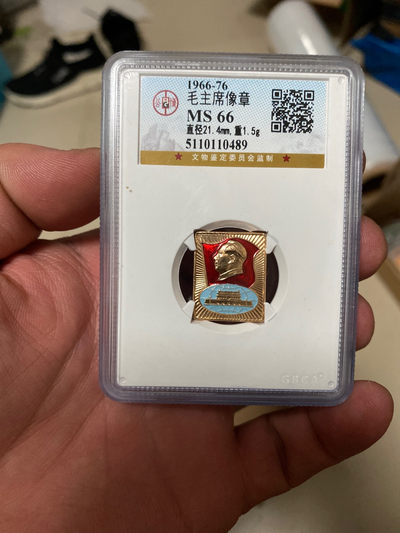 1966-76
毛主席像章
MS 66
直径21.4mm,重1.5g
5110110489
★ 文物鉴定委员会监制 ★